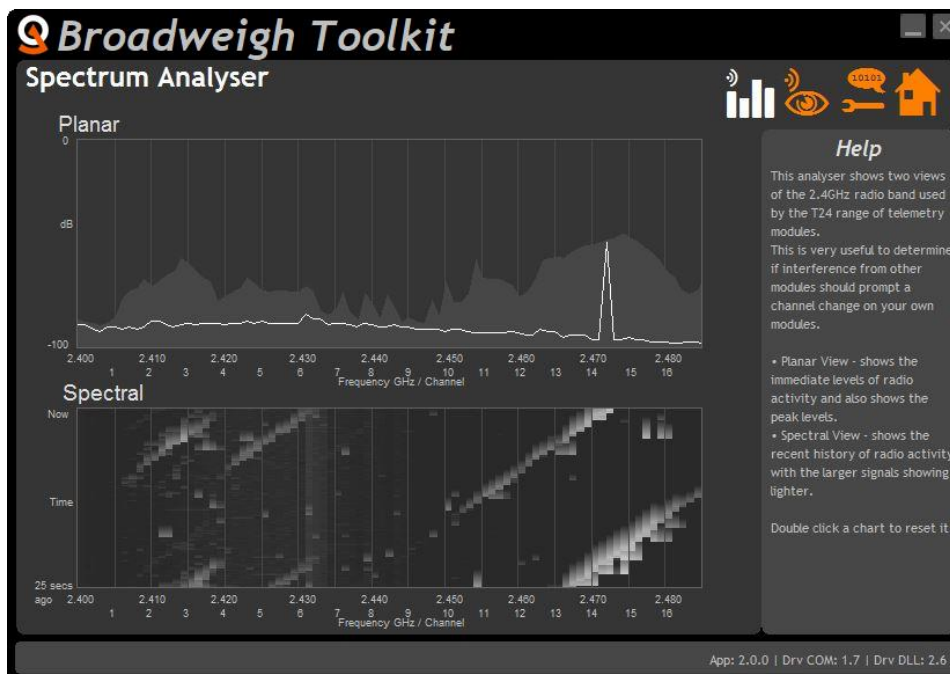 Broadweigh Toolkit
Spectrum Analyser
10101
Planar
0
dB
-100
2.400 2.410 2.420 2.430 2.440 2.450 2.460 2.470 2.480
1 2 3 4 5 6 7 8 9 10 11 12 13 14 15 16
Frequency GHz / Channel
Spectral
Now
Time
25 secs
ago 2.400 2.410 2.420 2.430 2.440 2.450 2.460 2.470 2.480
1 2 3 4 5 6 7 8 9 10 11 12 13 14 15 16
Frequency GHz / Channel
Help
This analyser shows two views
of the 2.4GHz radio band used
by the T24 range of telemetry
modules.
This is very useful to determine
if interference from other
modules should prompt a
channel change on your own
modules.
• Planar View - shows the
immediate levels of radio
activity and also shows the
peak levels.
• Spectral View - shows the
recent history of radio activity
with the larger signals showing
lighter.
Double click a chart to reset it
App: 2.0.0 | Drv COM: 1.7 | Drv DLL: 2.6